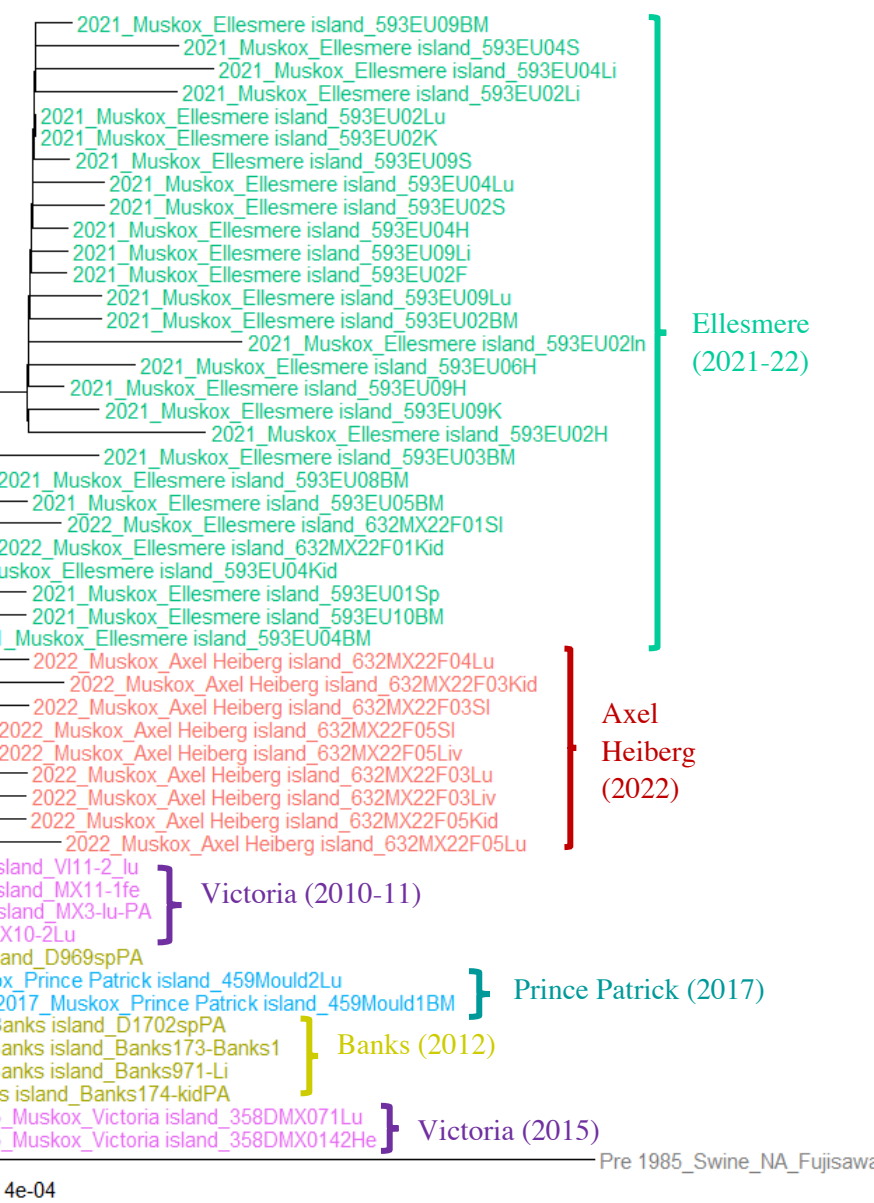 2021_Muskox_Ellesmere island_593EU09BM
2021_Muskox_Ellesmere island_593EU04S
2021_Muskox_Ellesmere island_593EU04Li
2021_Muskox_Ellesmere island_593EU02Li
2021_Muskox_Ellesmere island_593EU02Lu
2021_Muskox_Ellesmere island_593EU02K
2021_Muskox_Ellesmere island_593EU09S
2021_Muskox_Ellesmere island_593EU04Lu
2021_Muskox_Ellesmere island_593EU02S
2021_Muskox_Ellesmere island_593EU04H
2021_Muskox_Ellesmere island_593EU09Li
2021_Muskox_Ellesmere island_593EU02F
2021_Muskox_Ellesmere island_593EU09Lu
2021_Muskox_Ellesmere island_593EU02BM
2021_Muskox_Ellesmere island_593EU02In
2021_Muskox_Ellesmere island_593EU06H
2021_Muskox_Ellesmere island_593EU09H
2021_Muskox_Ellesmere island_593EU09K
2021_Muskox_Ellesmere island_593EU02H
2021_Muskox_Ellesmere island_593EU03BM
2021_Muskox_Ellesmere island_593EU08BM
2021_Muskox_Ellesmere island_593EU05BM
2022_Muskox_Ellesmere island_632MX22F01Sl
2022_Muskox_Ellesmere island_632MX22F01Kid
uskox_Ellesmere island_593EU04Kid
2021_Muskox_Ellesmere island_593EU01Sp
2021_Muskox_Ellesmere island_593EU10BM
1_Muskox_Ellesmere island_593EU04BM
Ellesmere
(2021-22)
2022_Muskox_Axel Heiberg island_632MX22F04Lu
2022_Muskox_Axel Heiberg island_632MX22F03Kid
2022_Muskox_Axel Heiberg island_632MX22F03Sl
2022_Muskox_Axel Heiberg island_632MX22F05Sl
2022_Muskox_Axel Heiberg island_632MX22F05Liv
2022_Muskox_Axel Heiberg island_632MX22F03Lu
2022_Muskox_Axel Heiberg island_632MX22F03Liv
2022_Muskox_Axel Heiberg island_632MX22F05Kid
2022_Muskox_Axel Heiberg island_632MX22F05Lu
Axel
Heiberg
(2022)
sland_VI11-2_lu
sland_MX11-1fe
sland_MX3-lu-PA
X10-2Lu
Victoria (2010-11)
and_D969spPA
ox_Prince Patrick island_459Mould2Lu
2017_Muskox_Prince Patrick island_459Mould1BM
Prince Patrick (2017)
Banks island_D1702spPA
anks island_Banks173-Banks1
anks island_Banks971-Li
s island_Banks174-kidPA
Banks (2012)
_Muskox_Victoria island_358DMX071Lu
_Muskox_Victoria island_358DMX0142He
Victoria (2015)
Pre 1985_Swine_NA_Fujisawa
4e-04